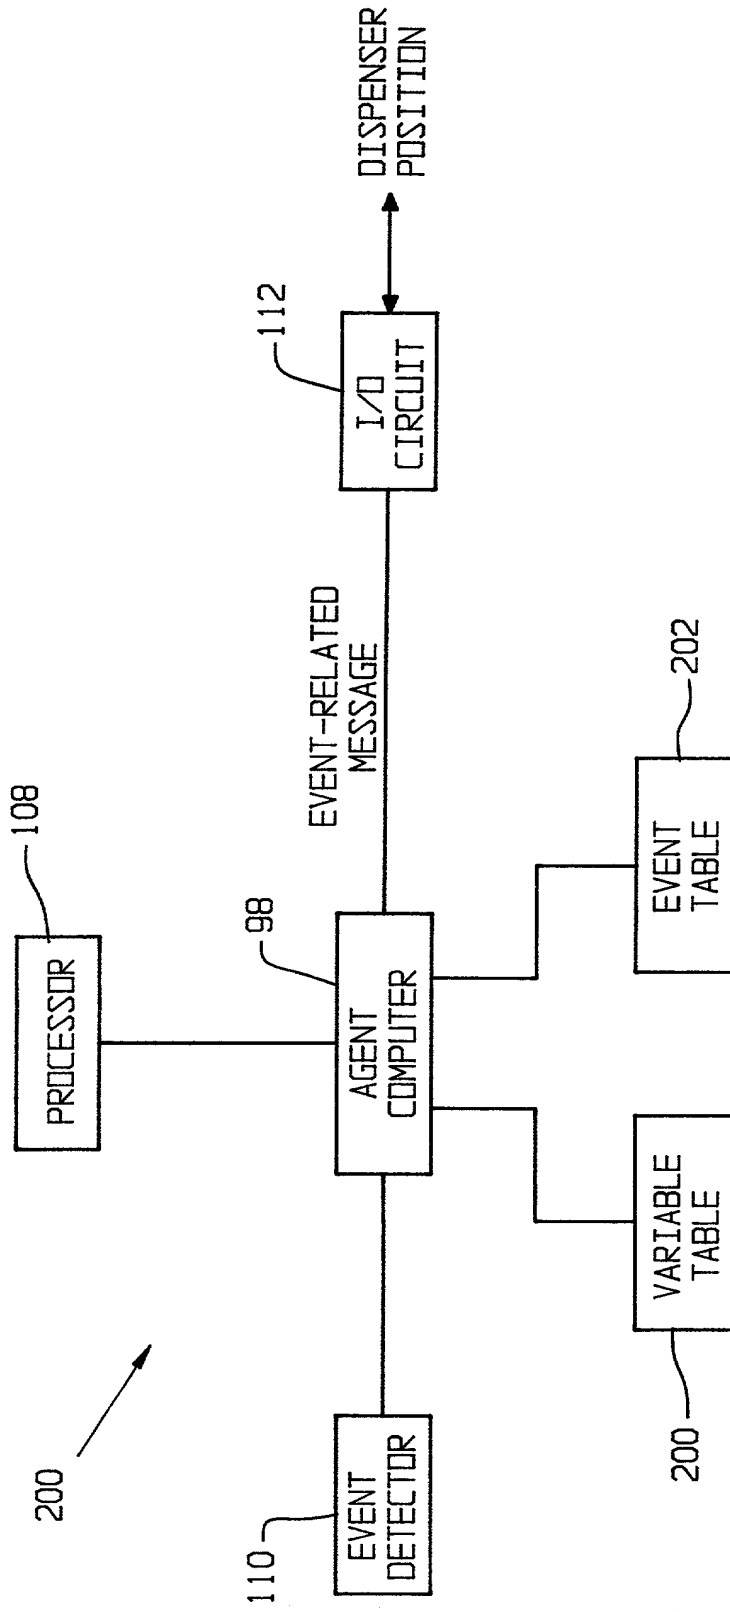 200
PROCESSOR
108
110
EVENT
DETECTOR
98
AGENT
COMPUTER
EVENT-RELATED
MESSAGE
112
I/O
CIRCUIT
DISPENSER
POSITION
200
VARIABLE
TABLE
EVENT
TABLE
202